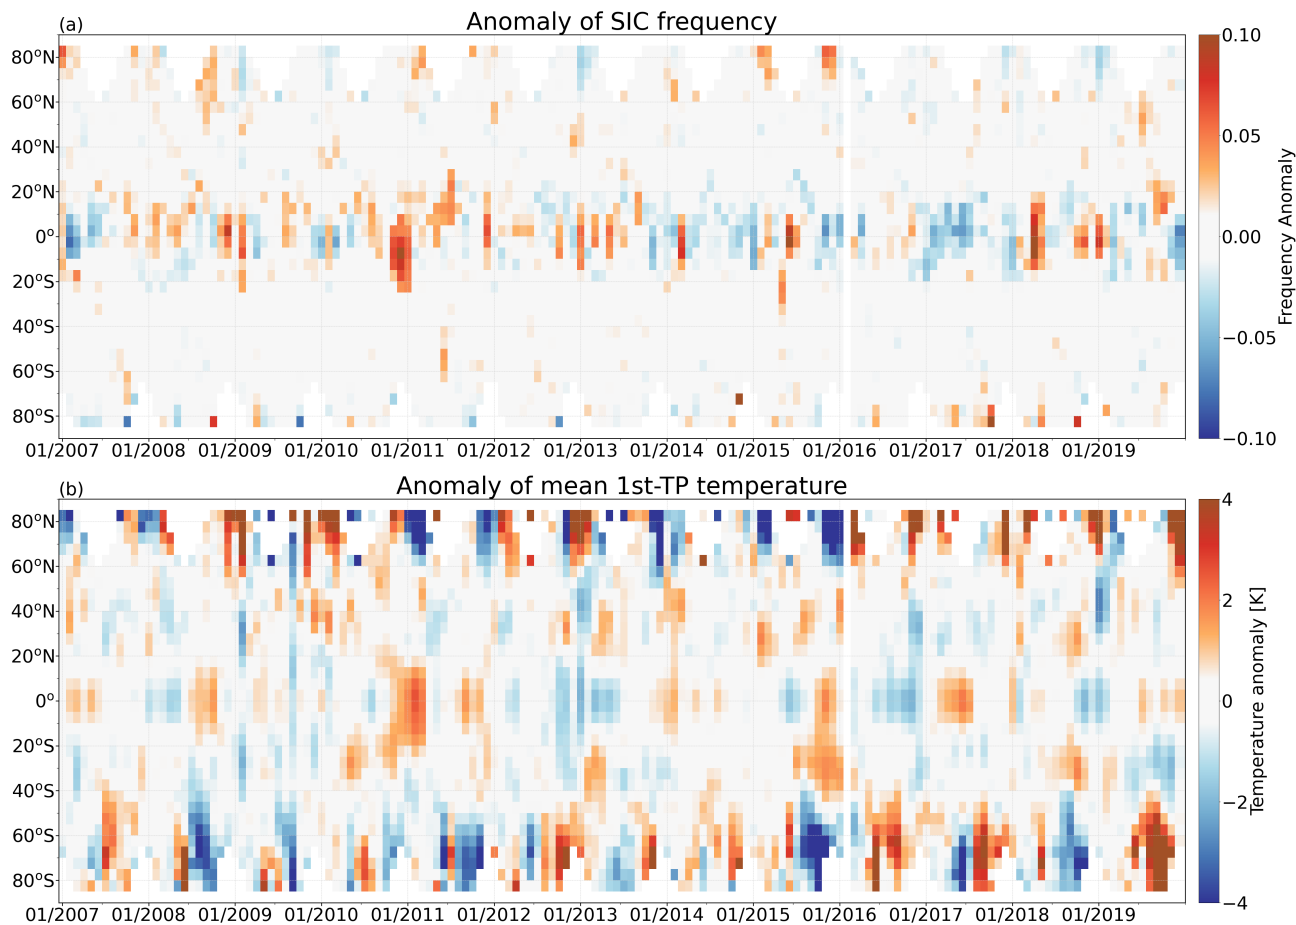 (a)
Anomaly of SIC frequency
80°N
60°N
40°N
20°N
0°
20°S
40°S
60°S
80°S
01/2007 01/2008 01/2009 01/2010 01/2011 01/2012 01/2013 01/2014 01/2015 01/2016 01/2017 01/2018 01/2019
0.10
0.05
0.00
−0.05
−0.10
Frequency Anomaly
(b)
Anomaly of mean 1st-TP temperature
80°N
60°N
40°N
20°N
0°
20°S
40°S
60°S
80°S
01/2007 01/2008 01/2009 01/2010 01/2011 01/2012 01/2013 01/2014 01/2015 01/2016 01/2017 01/2018 01/2019
4
2
0
−2
−4
Temperature anomaly [K]